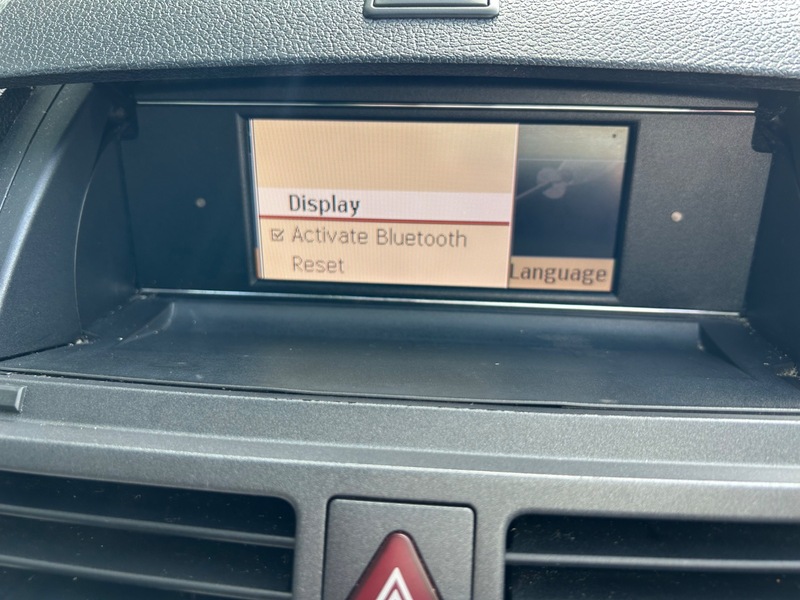 Display
Activate Bluetooth
Reset
Language